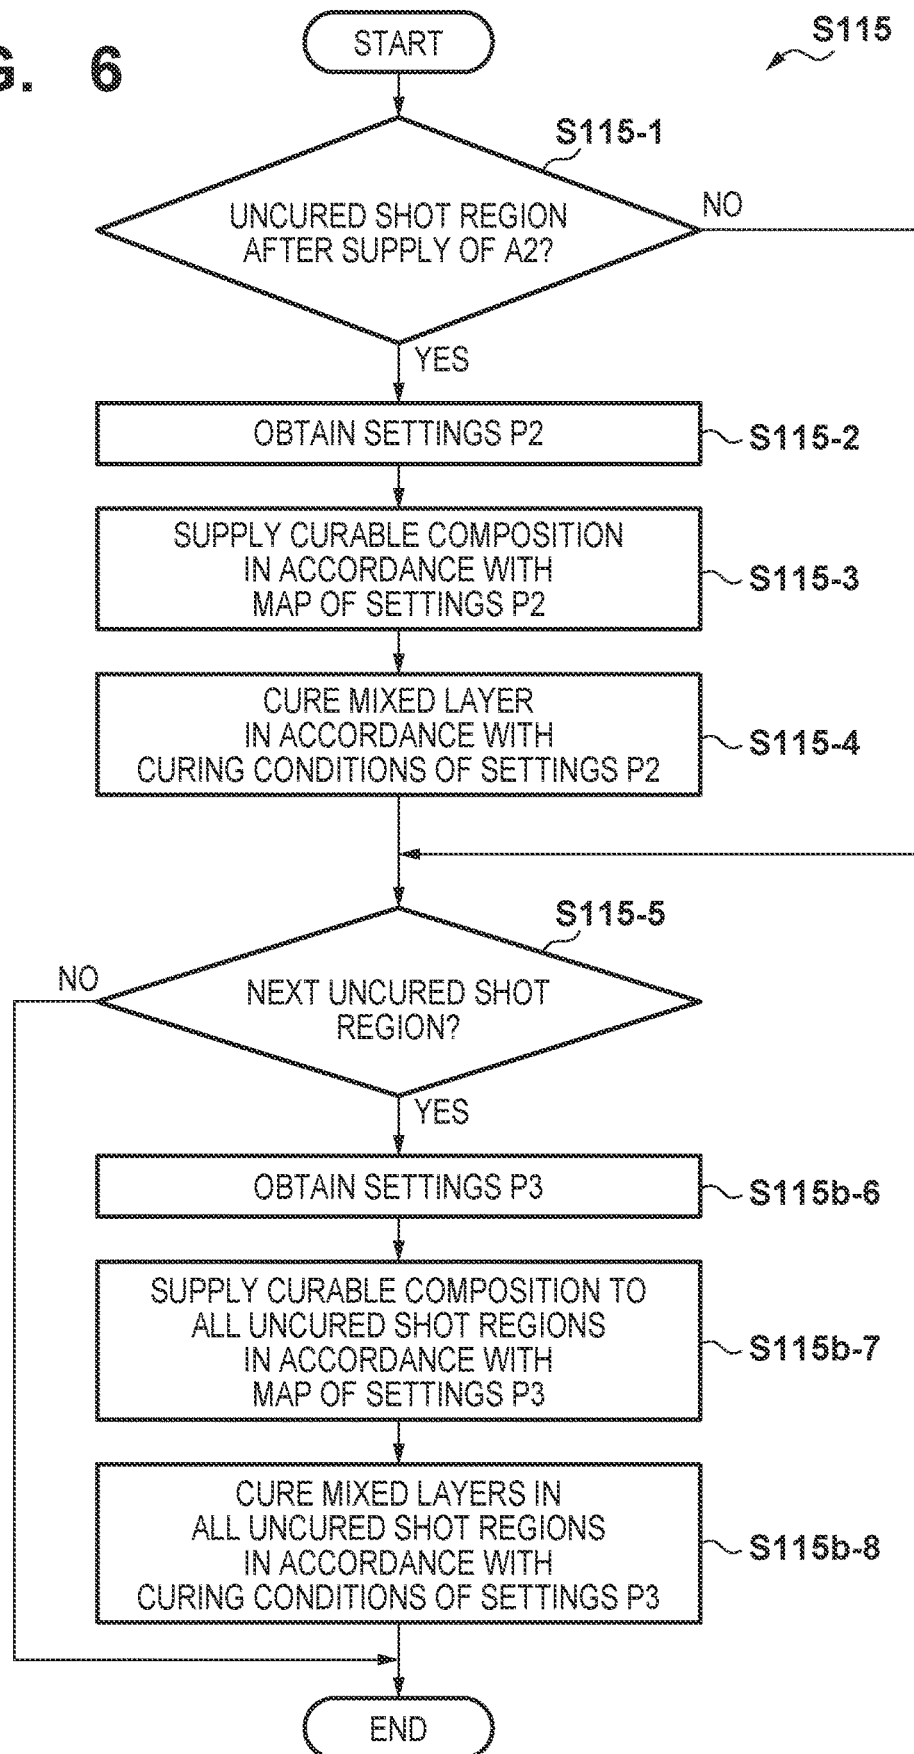 G. 6
START
S115
S115-1
UNCURED SHOT REGION
AFTER SUPPLY OF A2?
NO
YES
OBTAIN SETTINGS P2
S115-2
SUPPLY CURABLE COMPOSITION
IN ACCORDANCE WITH
MAP OF SETTINGS P2
S115-3
CURE MIXED LAYER
IN ACCORDANCE WITH
CURING CONDITIONS OF SETTINGS P2
S115-4
S115-5
NO
NEXT UNCURED SHOT
REGION?
YES
OBTAIN SETTINGS P3
S115b-6
SUPPLY CURABLE COMPOSITION TO
ALL UNCURED SHOT REGIONS
IN ACCORDANCE WITH
MAP OF SETTINGS P3
S115b-7
CURE MIXED LAYERS IN
ALL UNCURED SHOT REGIONS
IN ACCORDANCE WITH
CURING CONDITIONS OF SETTINGS P3
S115b-8
END